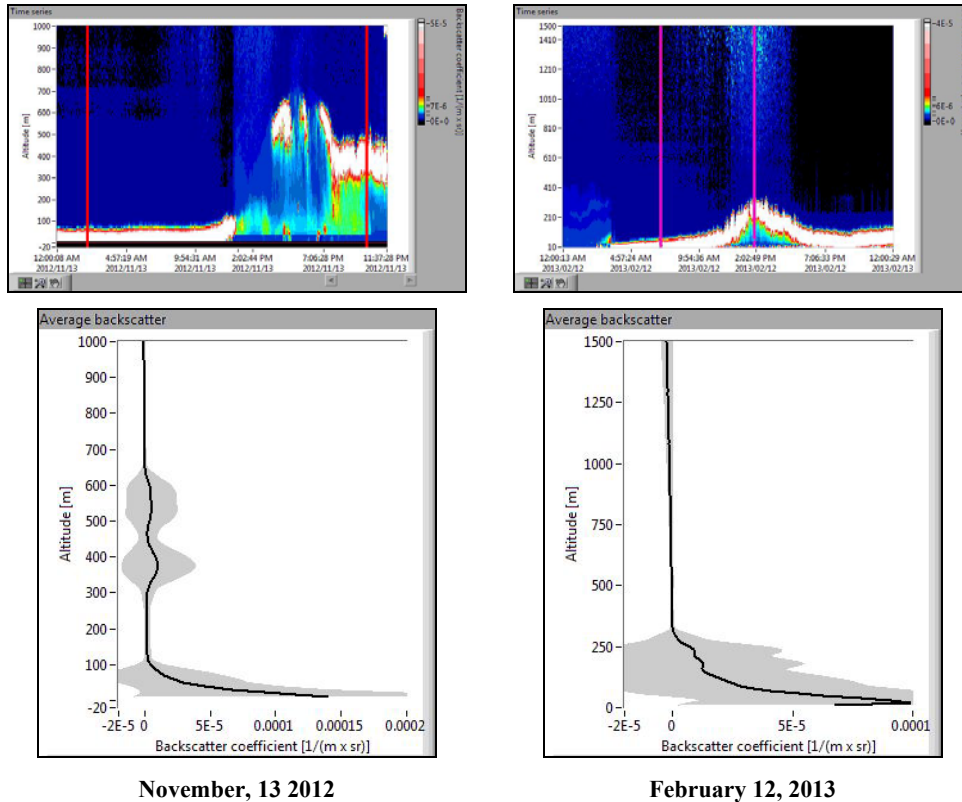 Time series
1000
900
800
700
600
500
400
300
200
100
-20
Altitude [m]
12:00:08 AM 4:57:19 AM 9:54:31 AM 2:02:44 PM 7:06:28 PM 11:37:28 PM
2012/11/13 2012/11/13 2012/11/13 2012/11/13 2012/11/13 2012/11/13
-5E-5
-7E-6
-0E+0
Backscatter coefficient [1/(m x sr)]
Time series
1500
1410
1210
1010
810
610
410
210
10
Altitude [m]
12:00:13 AM 4:57:24 AM 9:54:36 AM 2:02:49 PM 7:06:33 PM 12:00:29 AM
2013/02/12 2013/02/12 2013/02/12 2013/02/12 2013/02/12 2013/02/13
-4E-5
-7E-6
-0E+0
Average backscatter
1000
900
800
700
600
500
400
300
200
100
-20
Altitude [m]
-2E-5 0 5E-5 0.0001 0.00015 0.0002
Backscatter coefficient [1/(m x sr)]
Average backscatter
1500
1250
1000
750
500
250
0
Altitude [m]
-2E-5 0 5E-5 0.0001
Backscatter coefficient [1/(m x sr)]
November, 13 2012
February 12, 2013